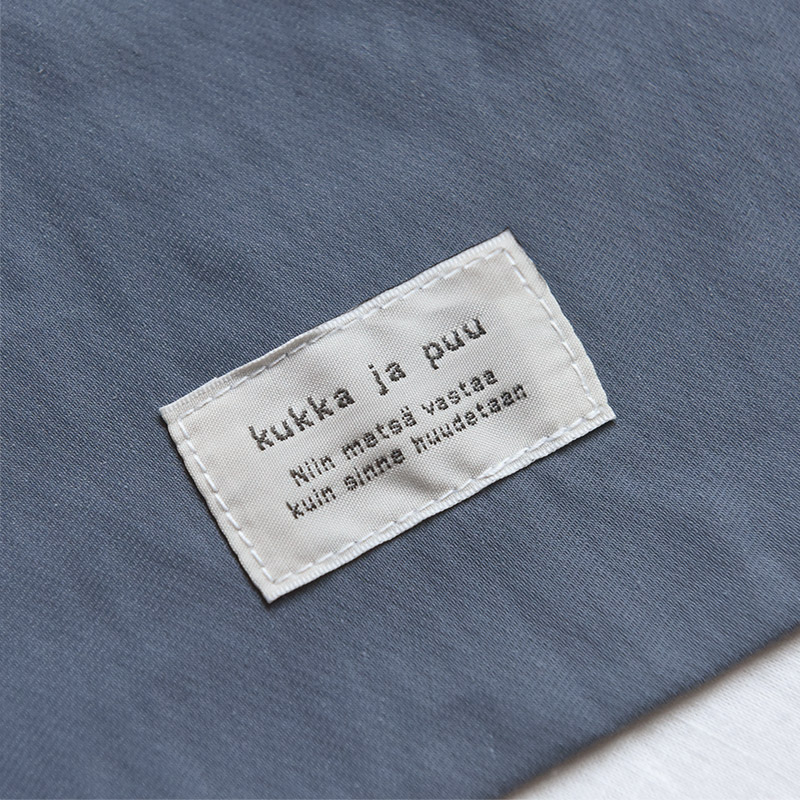 kukka ja puu
Niin metsä vastaa
kuin sinne huudetaan